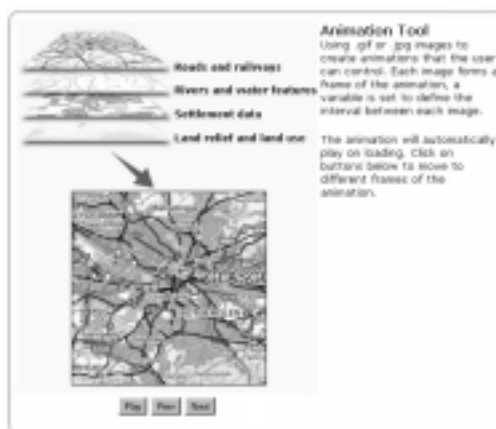 Animation Tool
Using .gif or .jpg images to
create animations that the user
can control. Each image forms a
frame of the animation, a
variable is set to define the
interval between each image.
The animation will automatically
play on loading. Click on
buttons below to move to
different frames of the
animation.
Roads and railways
Rivers and water features
Settlement data
Land relief and land use
Play
Prev
Next